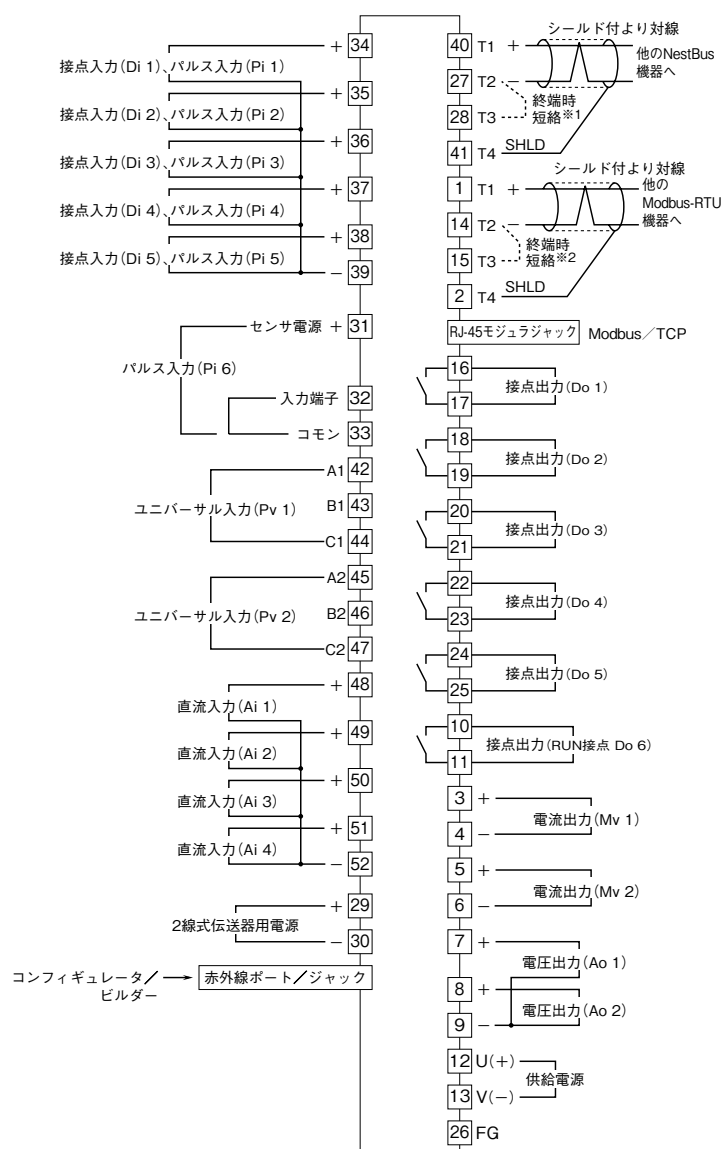 + 34
接点入力(Di 1)、パルス入力(Pi 1)
+ 35
接点入力(Di 2)、パルス入力(Pi 2)
+ 36
接点入力(Di 3)、パルス入力(Pi 3)
+ 37
接点入力(Di 4)、パルス入力(Pi 4)
+ 38
接点入力(Di 5)、パルス入力(Pi 5)
− 39
センサ電源 + 31
パルス入力(Pi 6)
入力端子 32
コモン 33
A1 42
ユニバーサル入力(Pv 1)
B1 43
C1 44
A2 45
ユニバーサル入力(Pv 2)
B2 46
C2 47
+ 48
直流入力(Ai 1)
+ 49
直流入力(Ai 2)
+ 50
直流入力(Ai 3)
+ 51
直流入力(Ai 4)
− 52
+ 29
2線式伝送器用電源
− 30
コンフィギュレータ/
ビルダー
赤外線ポート/ジャック
シールド付より対線
40 T1 +
他のNestBus
機器へ
27 T2 −
終端時
短絡※1
28 T3
41 T4 SHLD
シールド付より対線
1 T1 +
他の
Modbus-RTU
機器へ
14 T2 −
終端時
短絡※2
15 T3
2 T4 SHLD
RJ-45モジュラジャック Modbus/TCP
16
接点出力(Do 1)
17
18
接点出力(Do 2)
19
20
接点出力(Do 3)
21
22
接点出力(Do 4)
23
24
接点出力(Do 5)
25
10
接点出力(RUN接点 Do 6)
11
3 +
電流出力(Mv 1)
4 −
5 +
電流出力(Mv 2)
6 −
7 +
電圧出力(Ao 1)
8 +
電圧出力(Ao 2)
9 −
12 U(+)
供給電源
13 V(−)
26 FG